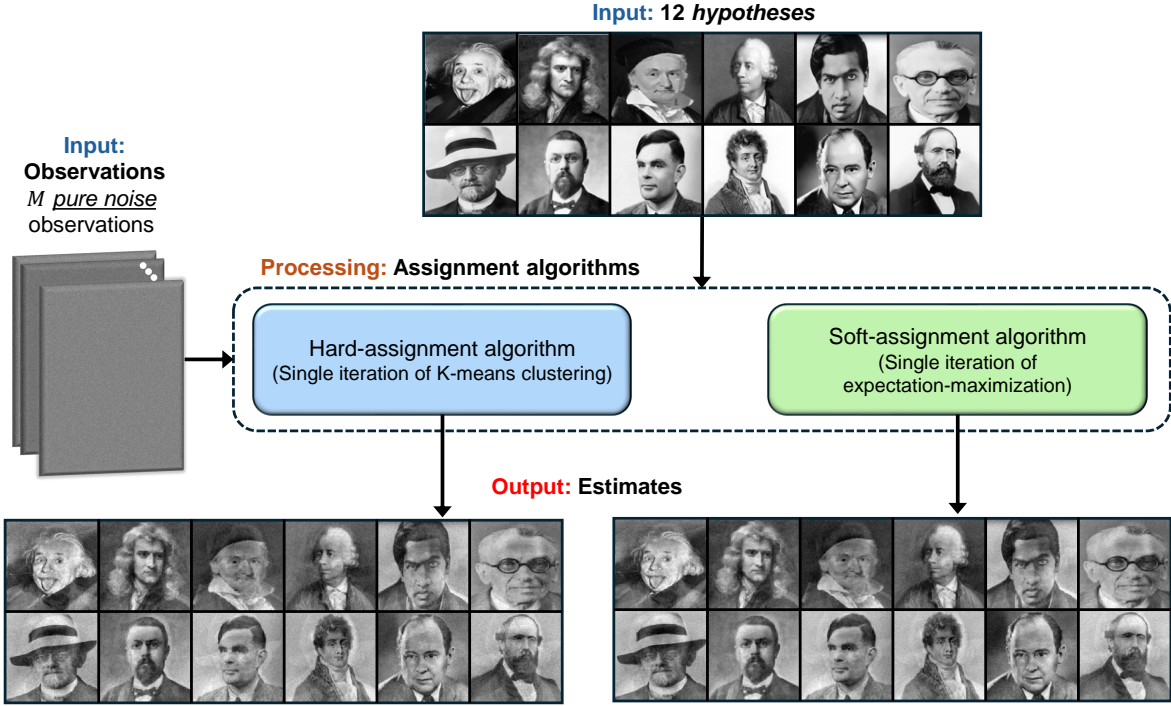 Input: 12 hypotheses
Input:
Observations
M pure noise
observations
Processing: Assignment algorithms
Hard-assignment algorithm
(Single iteration of K-means clustering)
Soft-assignment algorithm
(Single iteration of
expectation-maximization)
Output: Estimates